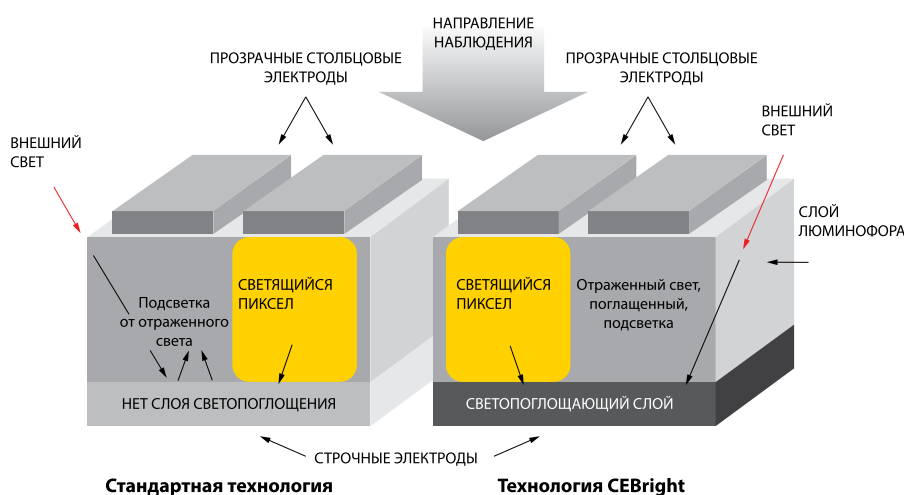 НАПРАВЛЕНИЕ
НАБЛЮДЕНИЯ
ПРОЗРАЧНЫЕ СТОЛБЦОВЫЕ
ЭЛЕКТРОДЫ
ПРОЗРАЧНЫЕ СТОЛБЦОВЫЕ
ЭЛЕКТРОДЫ
ВНЕШНИЙ
СВЕТ
ВНЕШНИЙ
СВЕТ
СЛОЙ
ЛЮМИНОФОРА
Подсветка
от отраженного
света
СВЕТЯЩИЙСЯ
ПИКСЕЛ
СВЕТЯЩИЙСЯ
ПИКСЕЛ
Отраженный свет,
поглащенный,
подсветка
НЕТ СЛОЯ СВЕТОПОГЛОЩЕНИЯ
СВЕТОПОГЛОЩАЮЩИЙ СЛОЙ
СТРОЧНЫЕ ЭЛЕКТРОДЫ
Стандартная технология
Технология CEBright